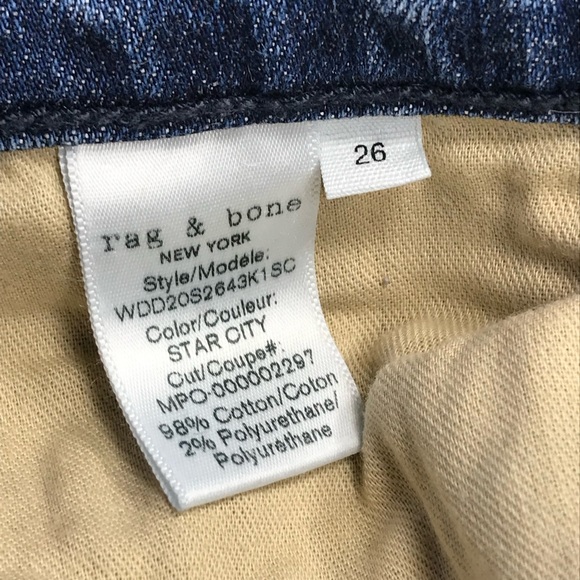 rag & bone
NEW YORK
Style/Modèle:
WDD20S2643K1SC
Color/Couleur:
STAR CITY
Cut/Coupe#:
MPO-000002297
98% Cotton/Coton
2% Polyurethane/
Polyuréthane
26